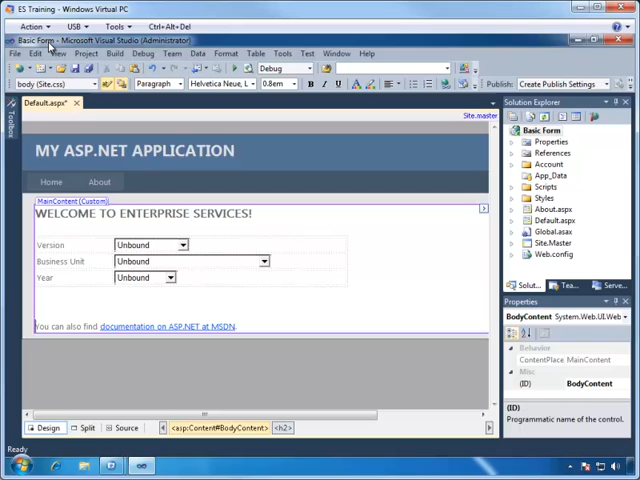 ES Training - Windows Virtual PC
Action USB Tools Ctrl+Alt+Del
Basic Form - Microsoft Visual Studio (Administrator)
File Edit View Project Build Debug Team Data Format Table Tools Test Window Help
Debug
body (Site.css) Paragraph Helvetica Neue, L 0.8em B I U A Publish: Create Publish Settings
Toolbox
Default.aspx*
Site.master
MY ASP.NET APPLICATION
Home About
MainContent (Custom)
WELCOME TO ENTERPRISE SERVICES!
Version Unbound
Business Unit Unbound
Year Unbound
You can also find documentation on ASP.NET at MSDN.
Design Split Source <asp:Content#BodyContent> <h2>
Solution Explorer
Basic Form
Properties
References
Account
App_Data
Scripts
Styles
About.aspx
Default.aspx
Global.asax
Site.Master
Web.config
Solut... Tea... Serve...
Properties
BodyContent System.Web.UI.Web
Behavior
ContentPlace MainContent
Misc
(ID) BodyContent
(ID)
Programmatic name of the control.
Ready